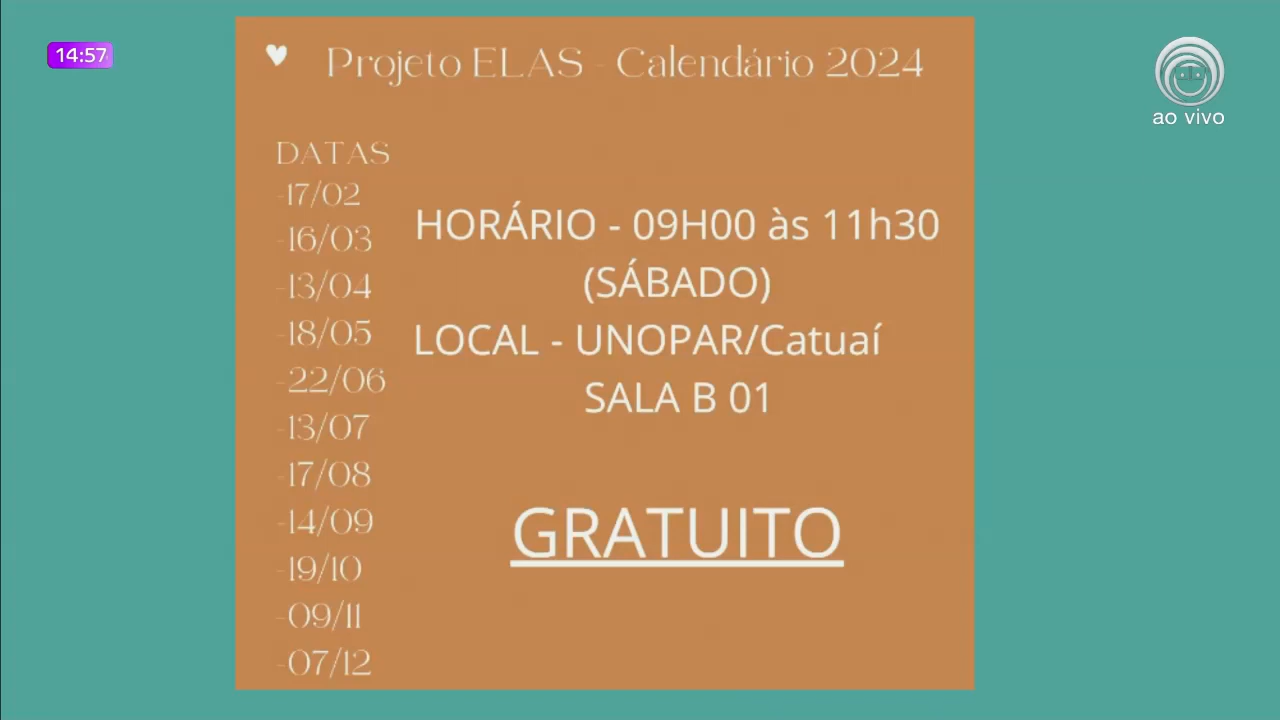 14:57
♥ Projeto ELAS - Calendário 2024
ao vivo
DATAS
-17/02
-16/03
-13/04
-18/05
-22/06
-13/07
-17/08
-14/09
-19/10
-09/11
-07/12
HORÁRIO - 09H00 às 11h30
(SÁBADO)
LOCAL - UNOPAR/Catuaí
SALA B 01
GRATUITO